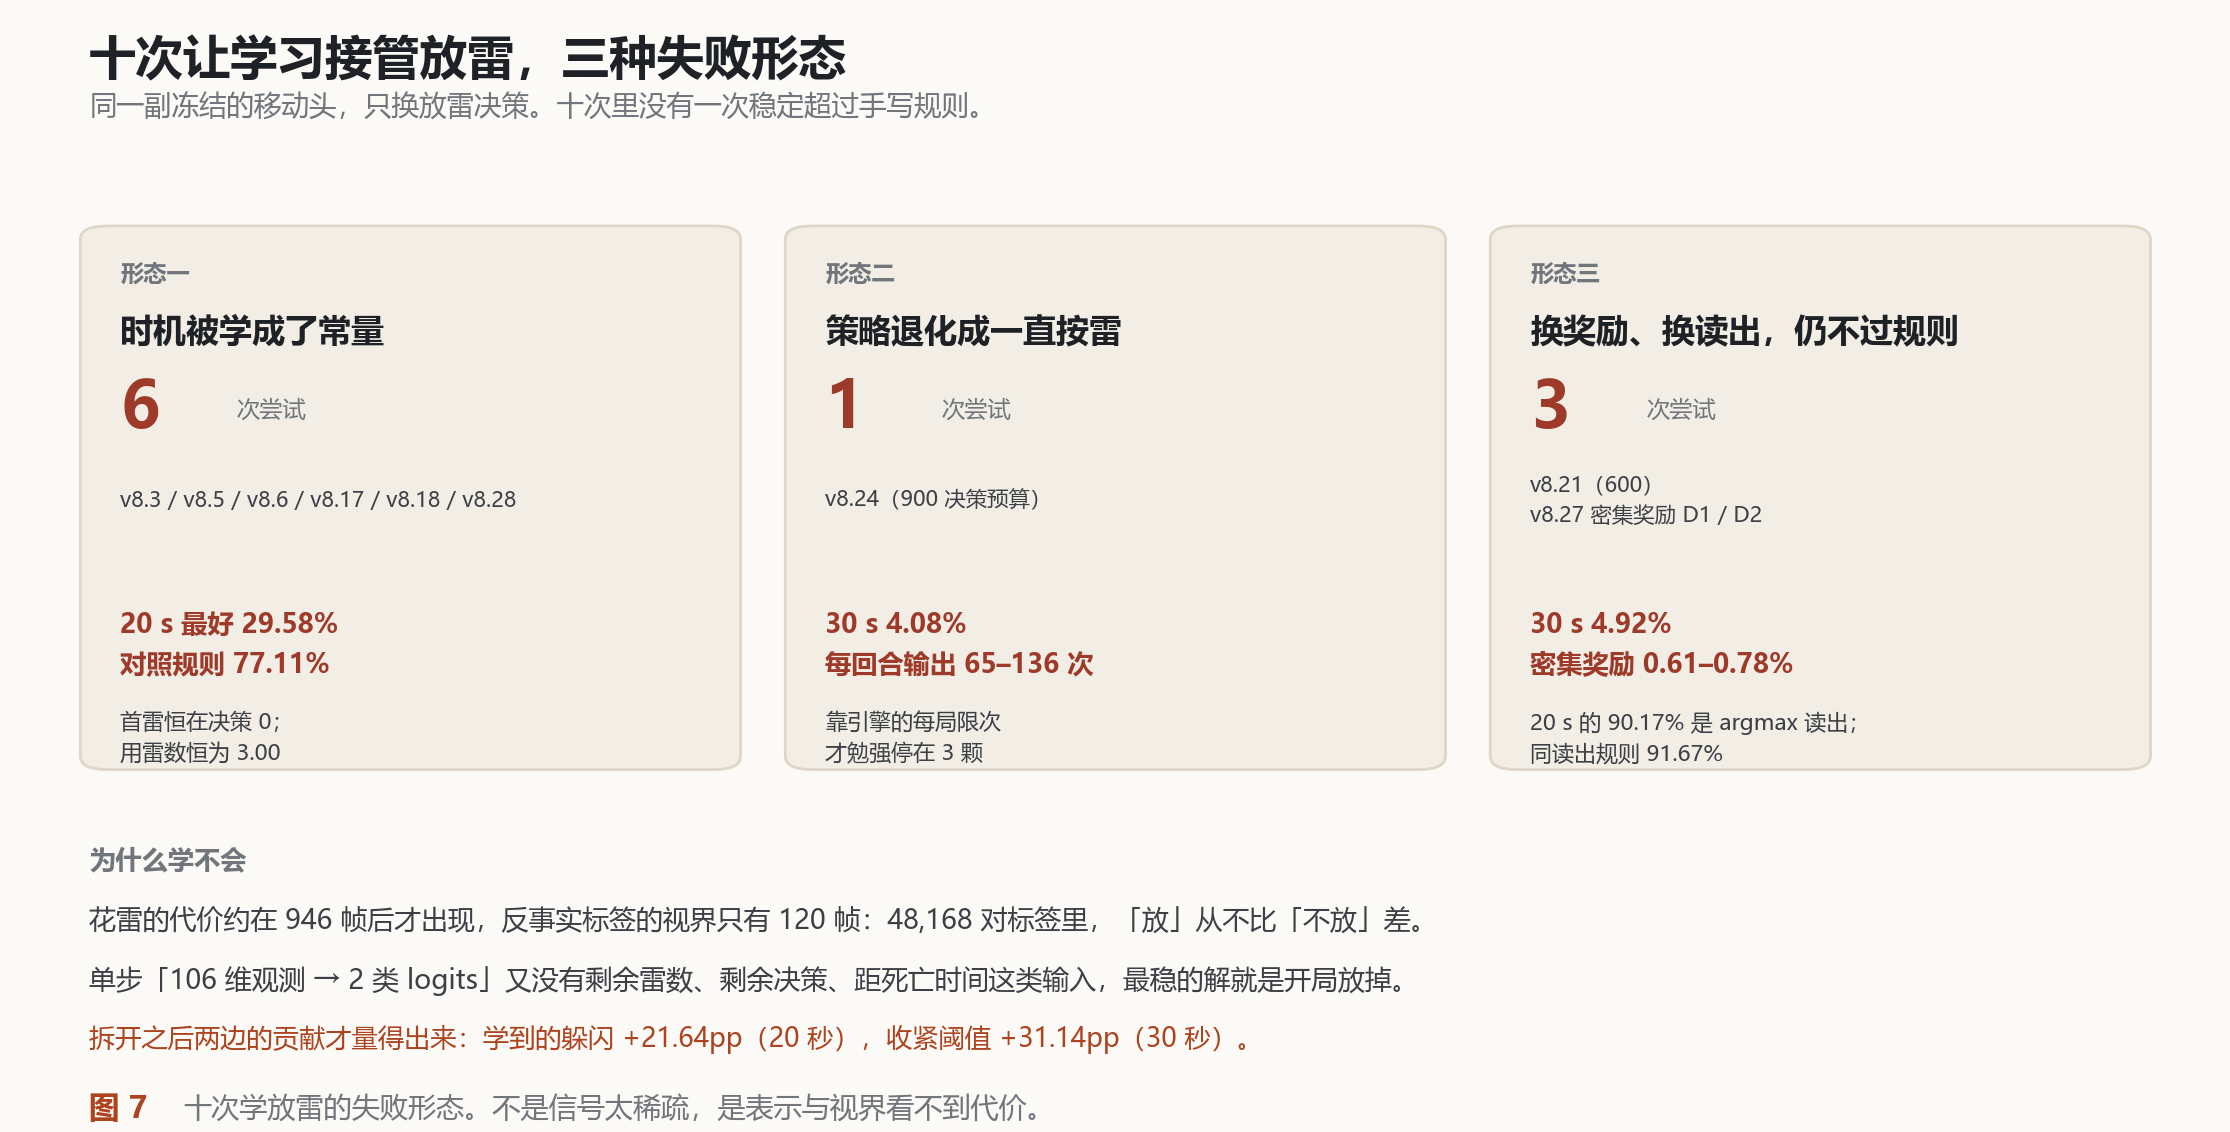 十次让学习接管放雷，三种失败形态
同一副冻结的移动头，只换放雷决策。十次里没有一次稳定超过手写规则。
形态一
时机被学成了常量
6 次尝试
v8.3 / v8.5 / v8.6 / v8.17 / v8.18 / v8.28
20 s 最好 29.58%
对照规则 77.11%
首雷恒在决策 0；
用雷数恒为 3.00
形态二
策略退化成一直按雷
1 次尝试
v8.24（900 决策预算）
30 s 4.08%
每回合输出 65–136 次
靠引擎的每局限次
才勉强停在 3 颗
形态三
换奖励、换读出，仍不过规则
3 次尝试
v8.21（600）
v8.27 密集奖励 D1 / D2
30 s 4.92%
密集奖励 0.61–0.78%
20 s 的 90.17% 是 argmax 读出；
同读出规则 91.67%
为什么学不会
花雷的代价约在 946 帧后才出现，反事实标签的视界只有 120 帧：48,168 对标签里，「放」从不比「不放」差。
单步「106 维观测 → 2 类 logits」又没有剩余雷数、剩余决策、距死亡时间这类输入，最稳的解就是开局放掉。
拆开之后两边的贡献才量得出来：学到的躲闪 +21.64pp（20 秒），收紧阈值 +31.14pp（30 秒）。
图 7 十次学放雷的失败形态。不是信号太稀疏，是表示与视界看不到代价。